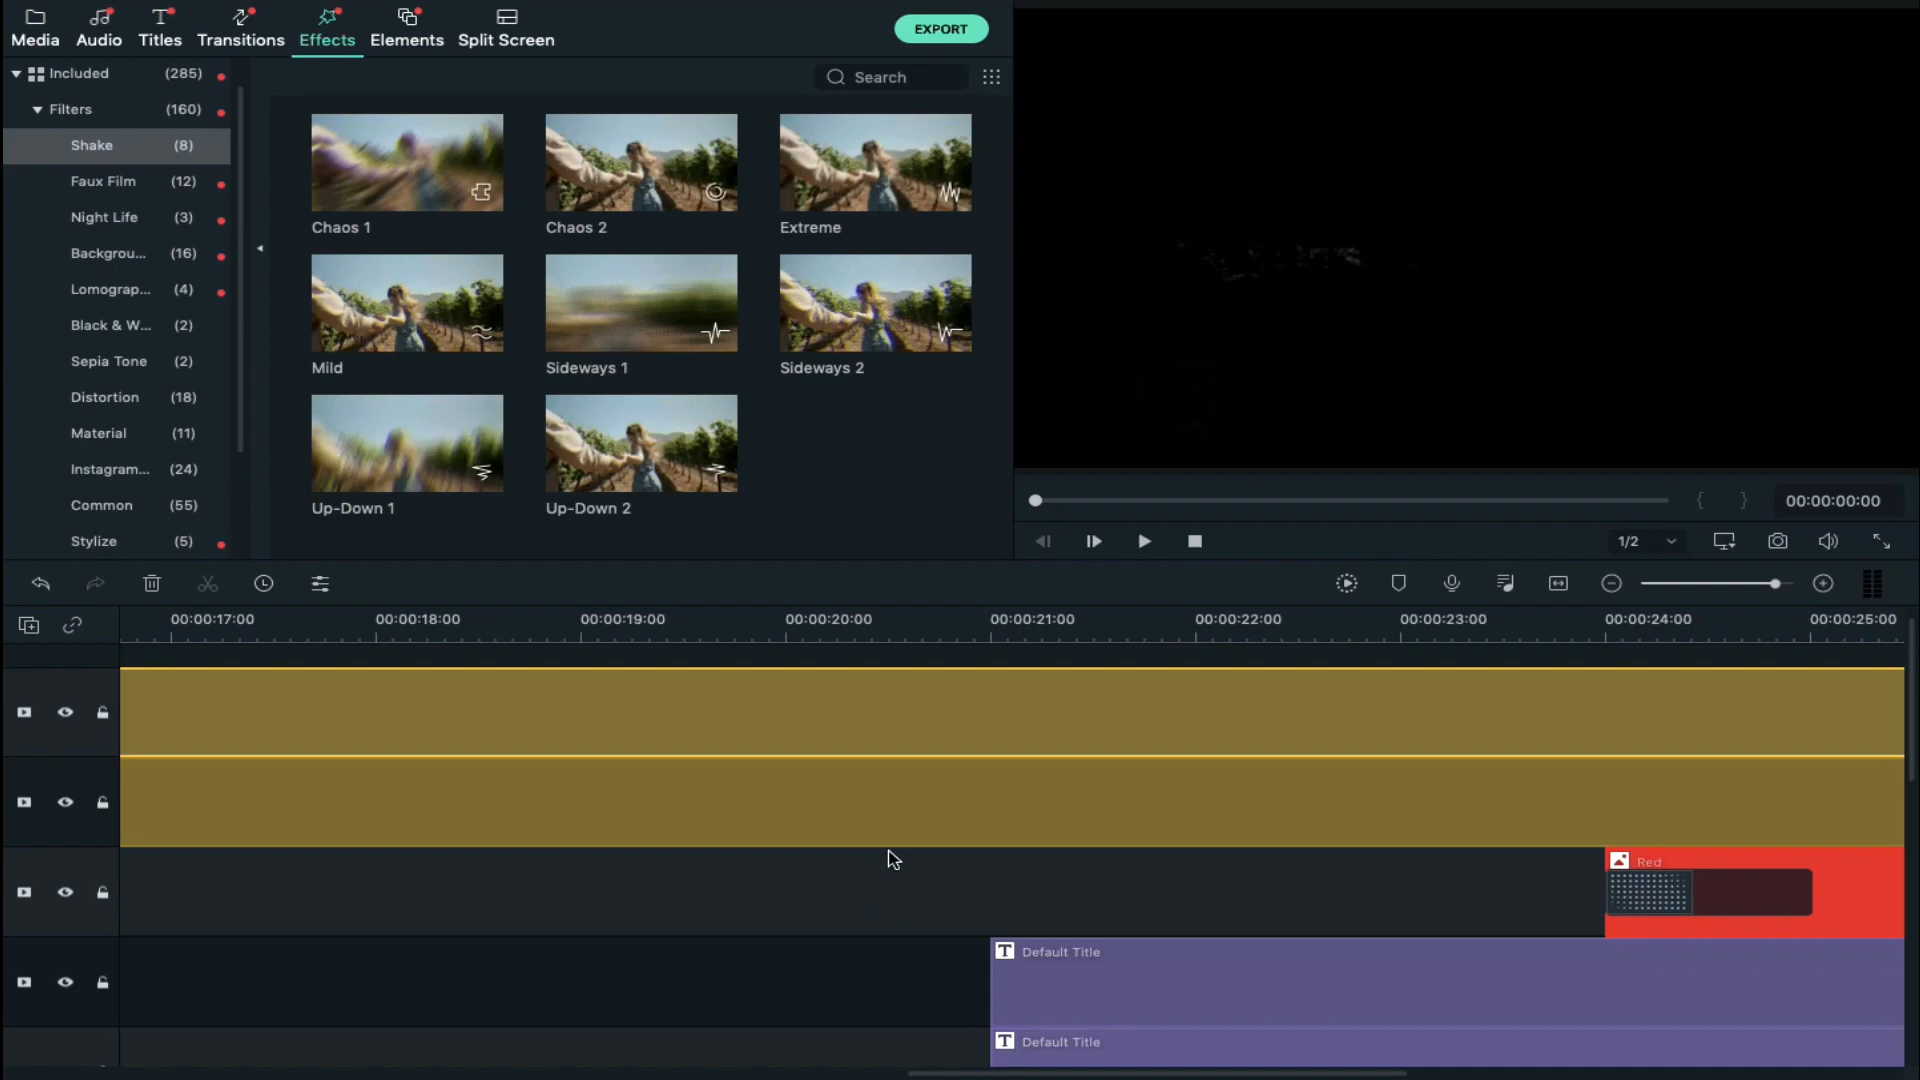 Media Audio Titles Transitions Effects Elements Split Screen EXPORT
Included (285)
Search
Filters (160)
Shake (8)
Faux Film (12)
Night Life (3)
Backgrou... (16)
Lomograp... (4)
Black & W... (2)
Sepia Tone (2)
Distortion (18)
Material (11)
Instagram... (24)
Common (55)
Stylize (5)
Chaos 1 Chaos 2 Extreme
Mild Sideways 1 Sideways 2
Up-Down 1 Up-Down 2
{ } 00:00:00:00
1/2
00:00:17:00 00:00:18:00 00:00:19:00 00:00:20:00 00:00:21:00 00:00:22:00 00:00:23:00 00:00:24:00 00:00:25:00
Red
T Default Title
T Default Title